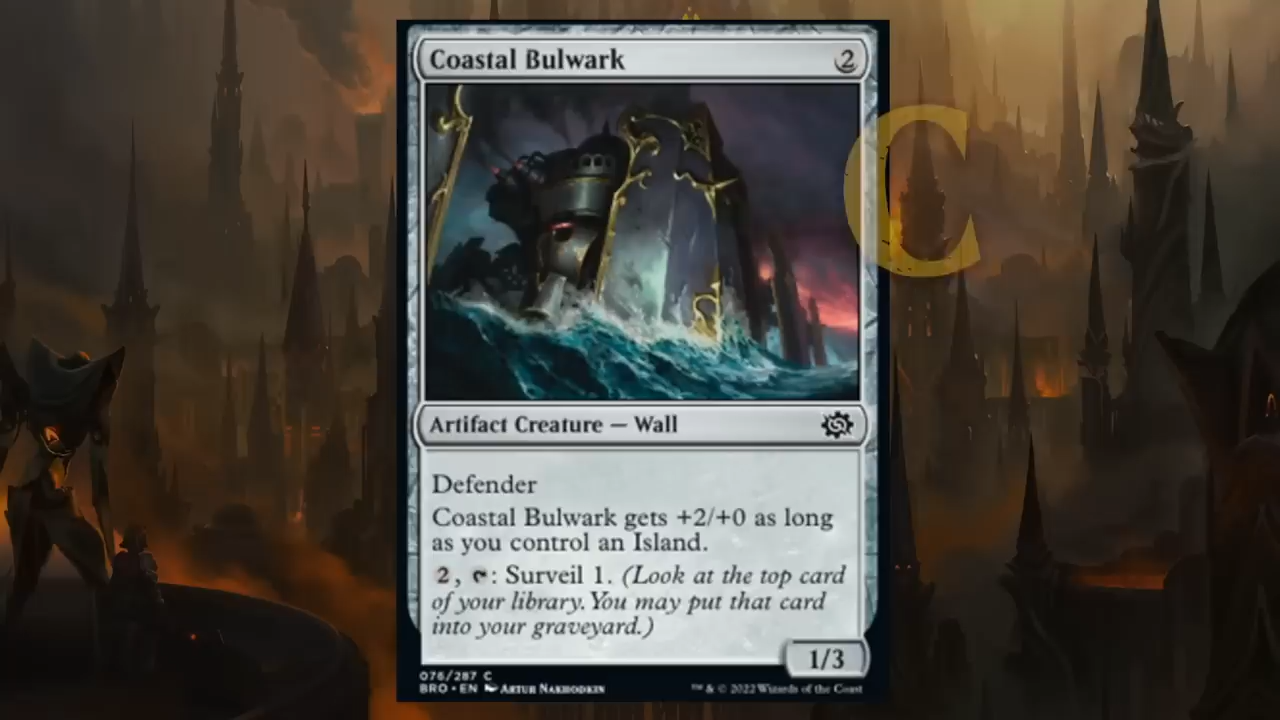 Coastal Bulwark 2
C
Artifact Creature — Wall
Defender
Coastal Bulwark gets +2/+0 as long
as you control an Island.
2, : Surveil 1. (Look at the top card
of your library. You may put that card
into your graveyard.)
1/3
076/287 C
BRO • EN Artur Nakhodkin
™ & © 2022 Wizards of the Coast